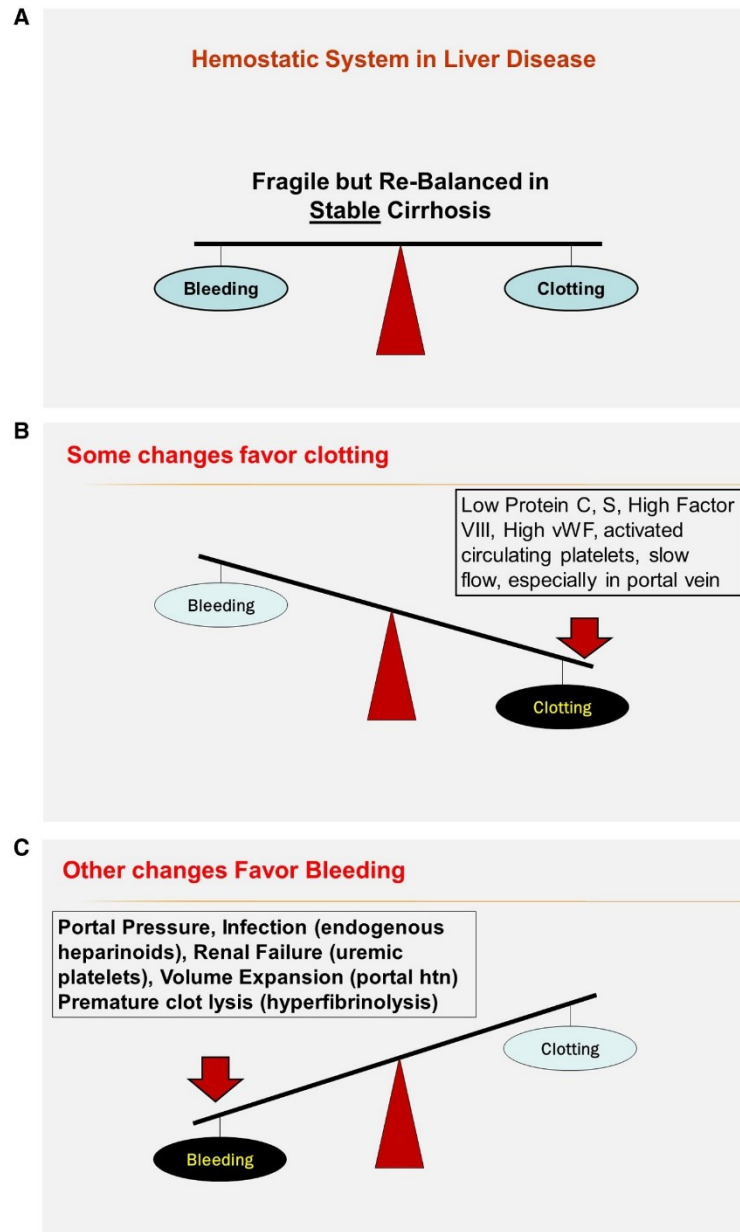 A
Hemostatic System in Liver Disease
Fragile but Re-Balanced in
Stable Cirrhosis
Bleeding
Clotting
B
Some changes favor clotting
Low Protein C, S, High Factor
VIII, High vWF, activated
circulating platelets, slow
flow, especially in portal vein
Bleeding
Clotting
C
Other changes Favor Bleeding
Portal Pressure, Infection (endogenous
heparinoids), Renal Failure (uremic
platelets), Volume Expansion (portal htn)
Premature clot lysis (hyperfibrinolysis)
Clotting
Bleeding